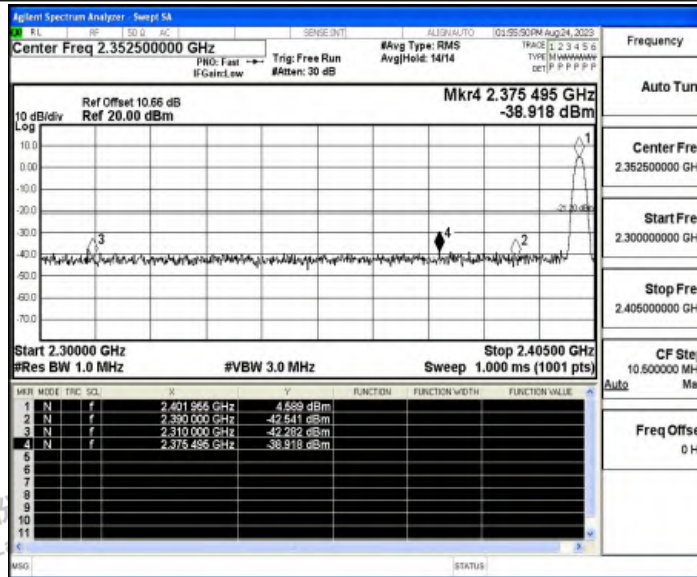 Agilent Spectrum Analyzer - Swept SA
RL RF 50 Ω AC SENSE:INT ALIGNAUTO 01:55:50PM Aug 24, 2023
Center Freq 2.352500000 GHz
PNO: Fast Trig: Free Run #Avg Type: RMS TRACE 1 2 3 4 5 6
IFGain:Low #Atten: 30 dB Avg|Hold: 14/14 TYPE M
DET P P P P P P
Frequency
Auto Tun
Mkr4 2.375 495 GHz
Ref Offset 10.66 dB
10 dB/div Ref 20.00 dBm -38.918 dBm
Log
10.0
0.00
-10.0
-20.0
-30.0
-40.0
-50.0
-60.0
-70.0
1
-21.20 dBm
3
4
2
Center Fre
2.352500000 GH
Start Fre
2.300000000 GH
Stop Fre
2.405000000 GH
CF Ste
10.500000 MH
Auto Ma
Freq Offse
0 H
Start 2.30000 GHz Stop 2.40500 GHz
#Res BW 1.0 MHz #VBW 3.0 MHz Sweep 1.000 ms (1001 pts)
MKR MODE TRC SCL X Y FUNCTION FUNCTION WIDTH FUNCTION VALUE
1 N f 2.401 955 GHz 4.589 dBm
2 N f 2.390 000 GHz -42.541 dBm
3 N f 2.310 000 GHz -42.282 dBm
4 N f 2.375 495 GHz -38.918 dBm
5
6
7
8
9
10
11
MSG STATUS